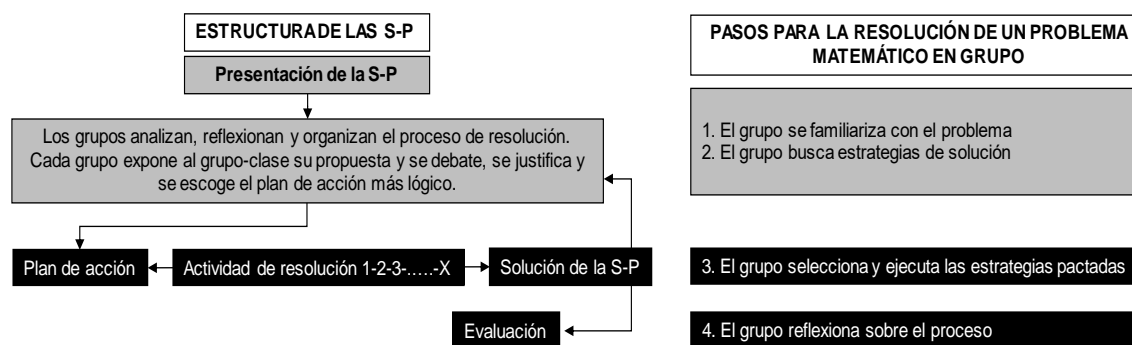 ESTRUCTURA DE LAS S-P
Presentación de la S-P
Los grupos analizan, reflexionan y organizan el proceso de resolución.
Cada grupo expone al grupo-clase su propuesta y se debate, se justifica y
se escoge el plan de acción más lógico.
Plan de acción
Actividad de resolución 1-2-3-.....-X
Solución de la S-P
Evaluación
PASOS PARA LA RESOLUCIÓN DE UN PROBLEMA
MATEMÁTICO EN GRUPO
1. El grupo se familiariza con el problema
2. El grupo busca estrategias de solución
3. El grupo selecciona y ejecuta las estrategias pactadas
4. El grupo reflexiona sobre el proceso